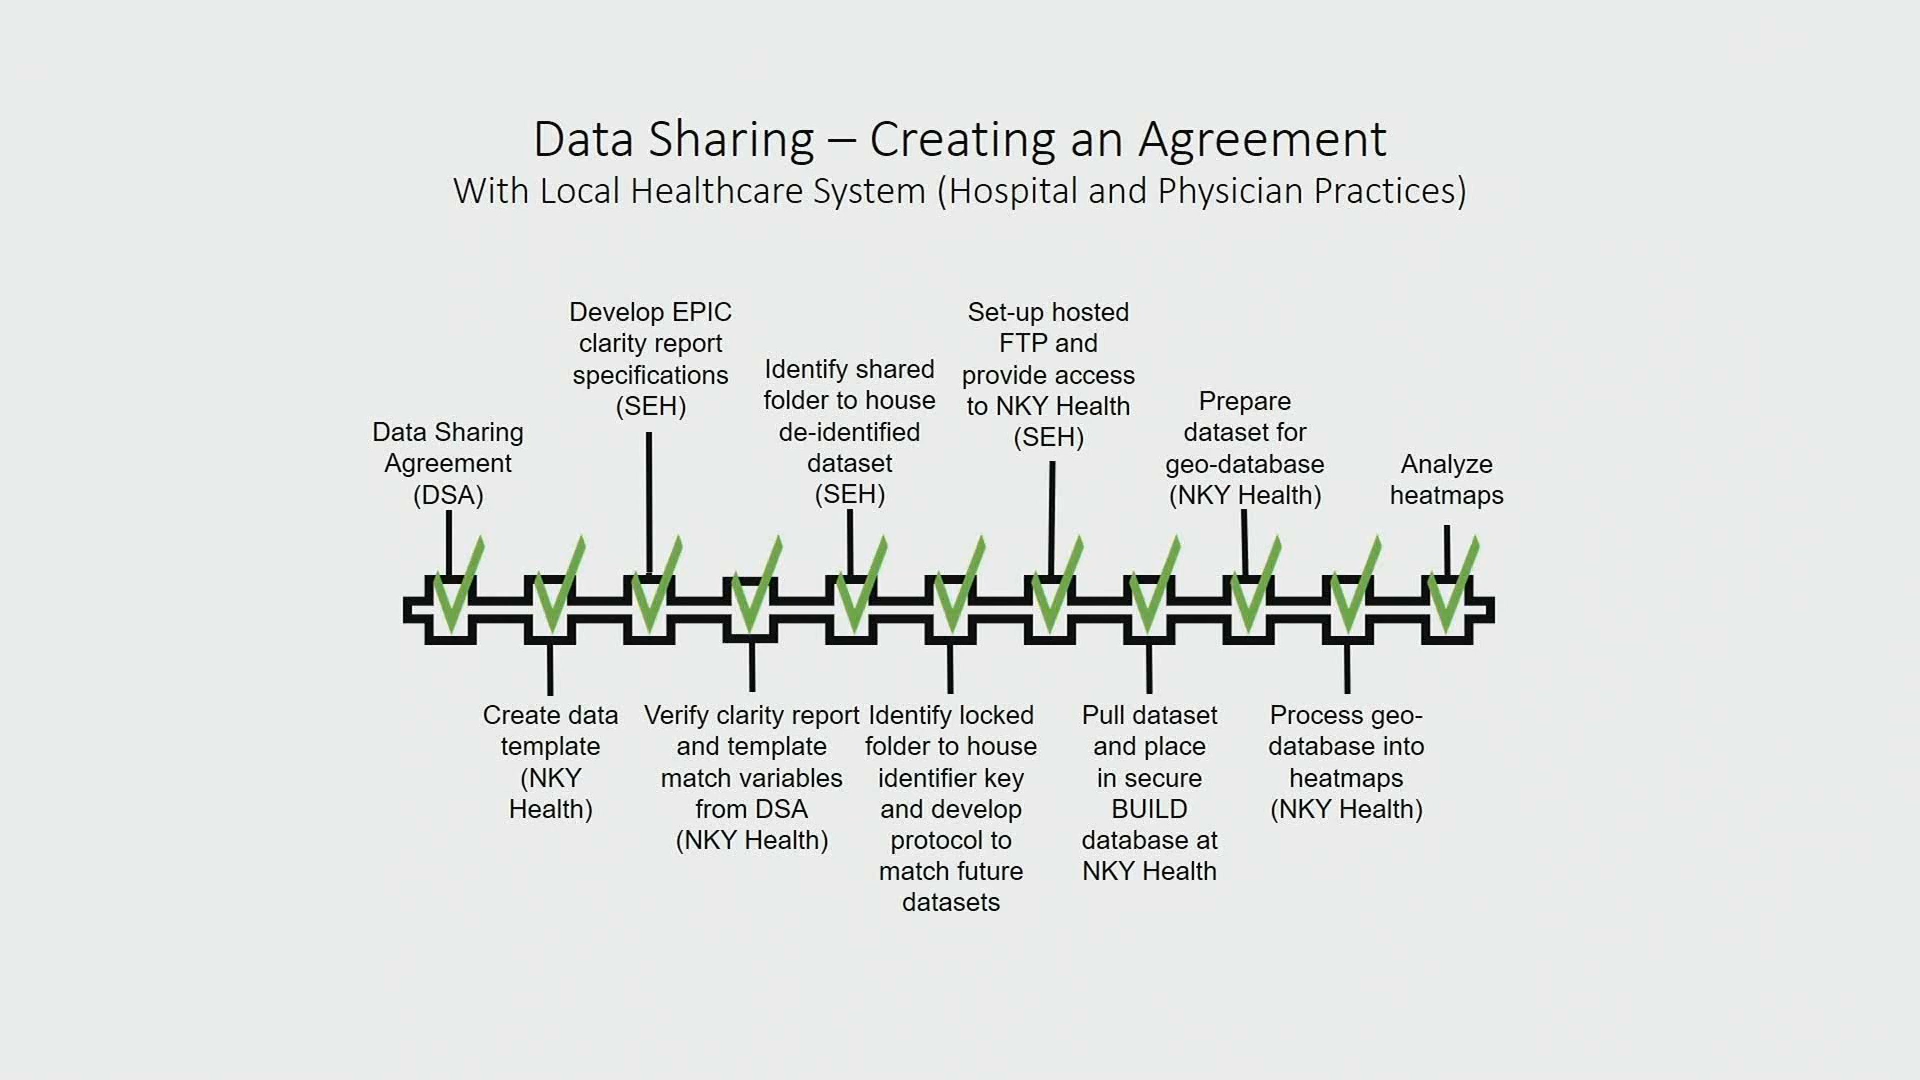 Data Sharing – Creating an Agreement
With Local Healthcare System (Hospital and Physician Practices)
Data Sharing
Agreement
(DSA)
Create data
template
(NKY
Health)
Develop EPIC
clarity report
specifications
(SEH)
Verify clarity report
and template
match variables
from DSA
(NKY Health)
Identify shared
folder to house
de-identified
dataset
(SEH)
Identify locked
folder to house
identifier key
and develop
protocol to
match future
datasets
Set-up hosted
FTP and
provide access
to NKY Health
(SEH)
Pull dataset
and place
in secure
BUILD
database at
NKY Health
Prepare
dataset for
geo-database
(NKY Health)
Process geo-
database into
heatmaps
(NKY Health)
Analyze
heatmaps